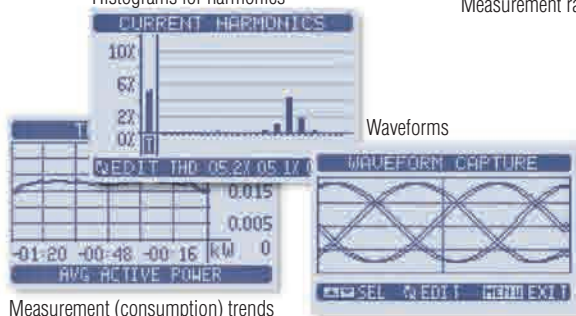 Histograms for harmonics
Measurement ra
CURRENT HARMONICS
10%
6%
2%
0%
T
EDIT THD 05.2% 05.1%
0.015
0.005
-01:20 -00:48 -00:16 kW 0
AVG ACTIVE POWER
Measurement (consumption) trends
Waveforms
WAVEFORM CAPTURE
SEL EDIT MENU EXIT